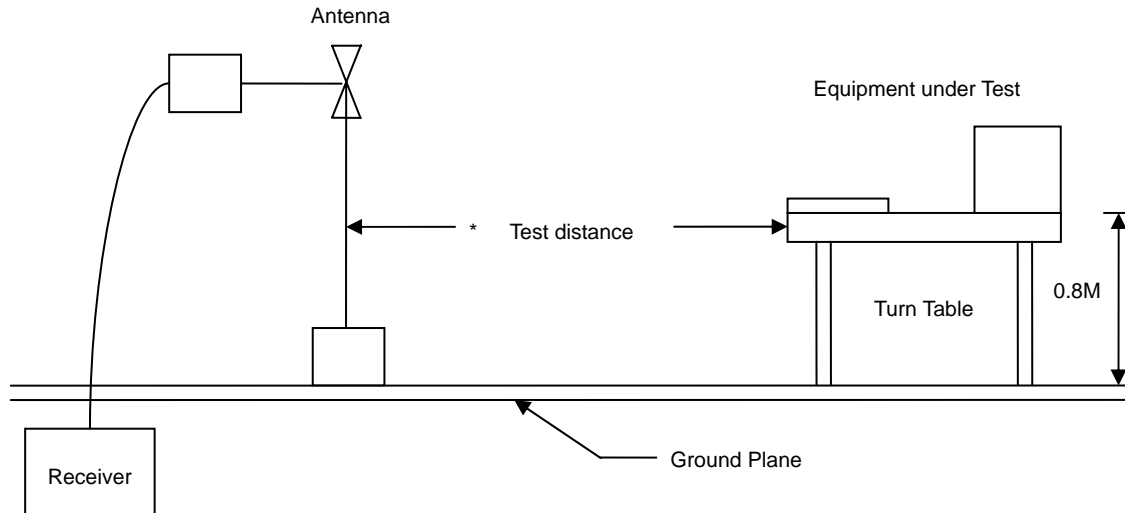 Antenna
Equipment under Test
* Test distance
Turn Table
0.8M
Ground Plane
Receiver